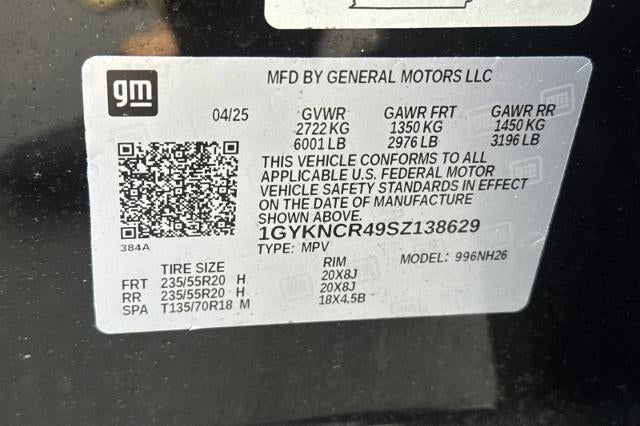 gm
MFD BY GENERAL MOTORS LLC
04/25 GVWR GAWR FRT GAWR RR
2722 KG 1350 KG 1450 KG
6001 LB 2976 LB 3196 LB
THIS VEHICLE CONFORMS TO ALL
APPLICABLE U.S. FEDERAL MOTOR
VEHICLE SAFETY STANDARDS IN EFFECT
ON THE DATE OF MANUFACTURE
SHOWN ABOVE.
1GYKNCR49SZ138629
384A
TYPE: MPV MODEL: 996NH26
TIRE SIZE RIM
FRT 235/55R20 H 20X8J
RR 235/55R20 H 20X8J
SPA T135/70R18 M 18X4.5B